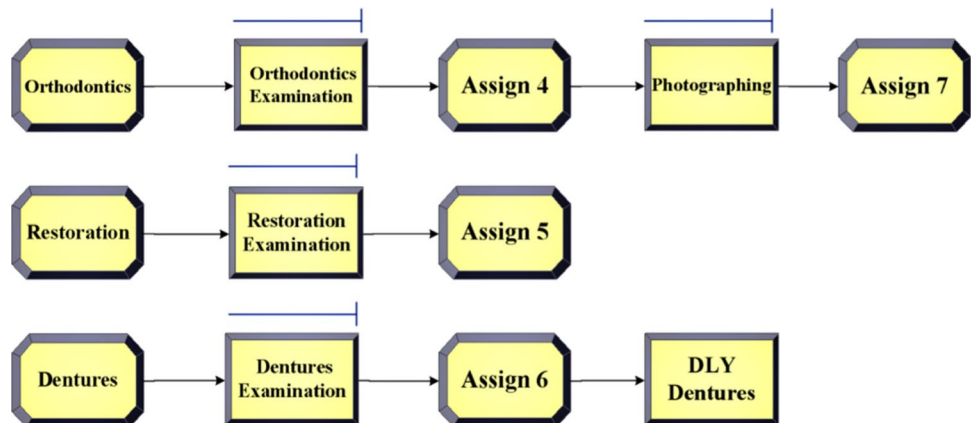 Orthodontics
Orthodontics
Examination
Assign 4
Photographing
Assign 7
Restoration
Restoration
Examination
Assign 5
Dentures
Dentures
Examination
Assign 6
DLY
Dentures